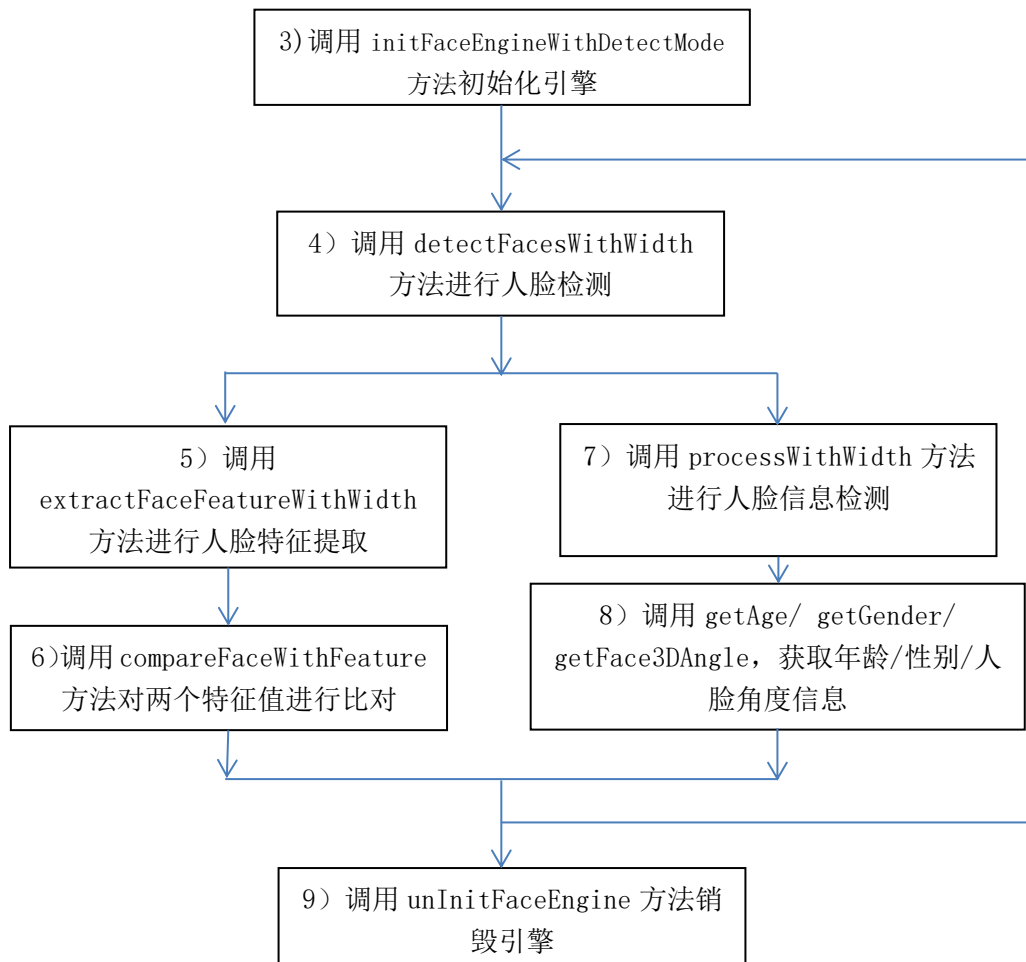 3)调用 initFaceEngineWithDetectMode
方法初始化引擎
4）调用 detectFacesWithWidth
方法进行人脸检测
5）调用
extractFaceFeatureWithWidth
方法进行人脸特征提取
6)调用 compareFaceWithFeature
方法对两个特征值进行比对
7）调用 processWithWidth 方法
进行人脸信息检测
8）调用 getAge/ getGender/
getFace3DAngle，获取年龄/性别/人
脸角度信息
9）调用 unInitFaceEngine 方法销
毁引擎